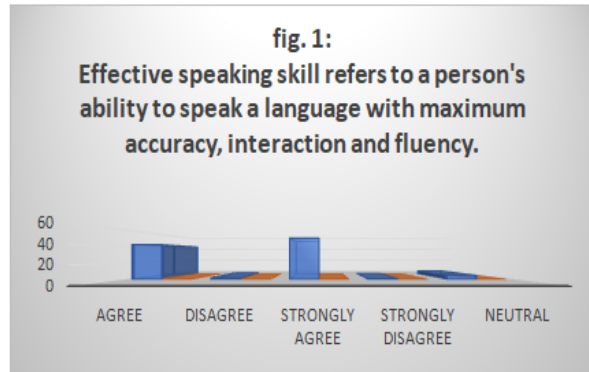 fig. 1:
Effective speaking skill refers to a person's
ability to speak a language with maximum
accuracy, interaction and fluency.
60
40
20
0
AGREE DISAGREE STRONGLY STRONGLY NEUTRAL
AGREE DISAGREE